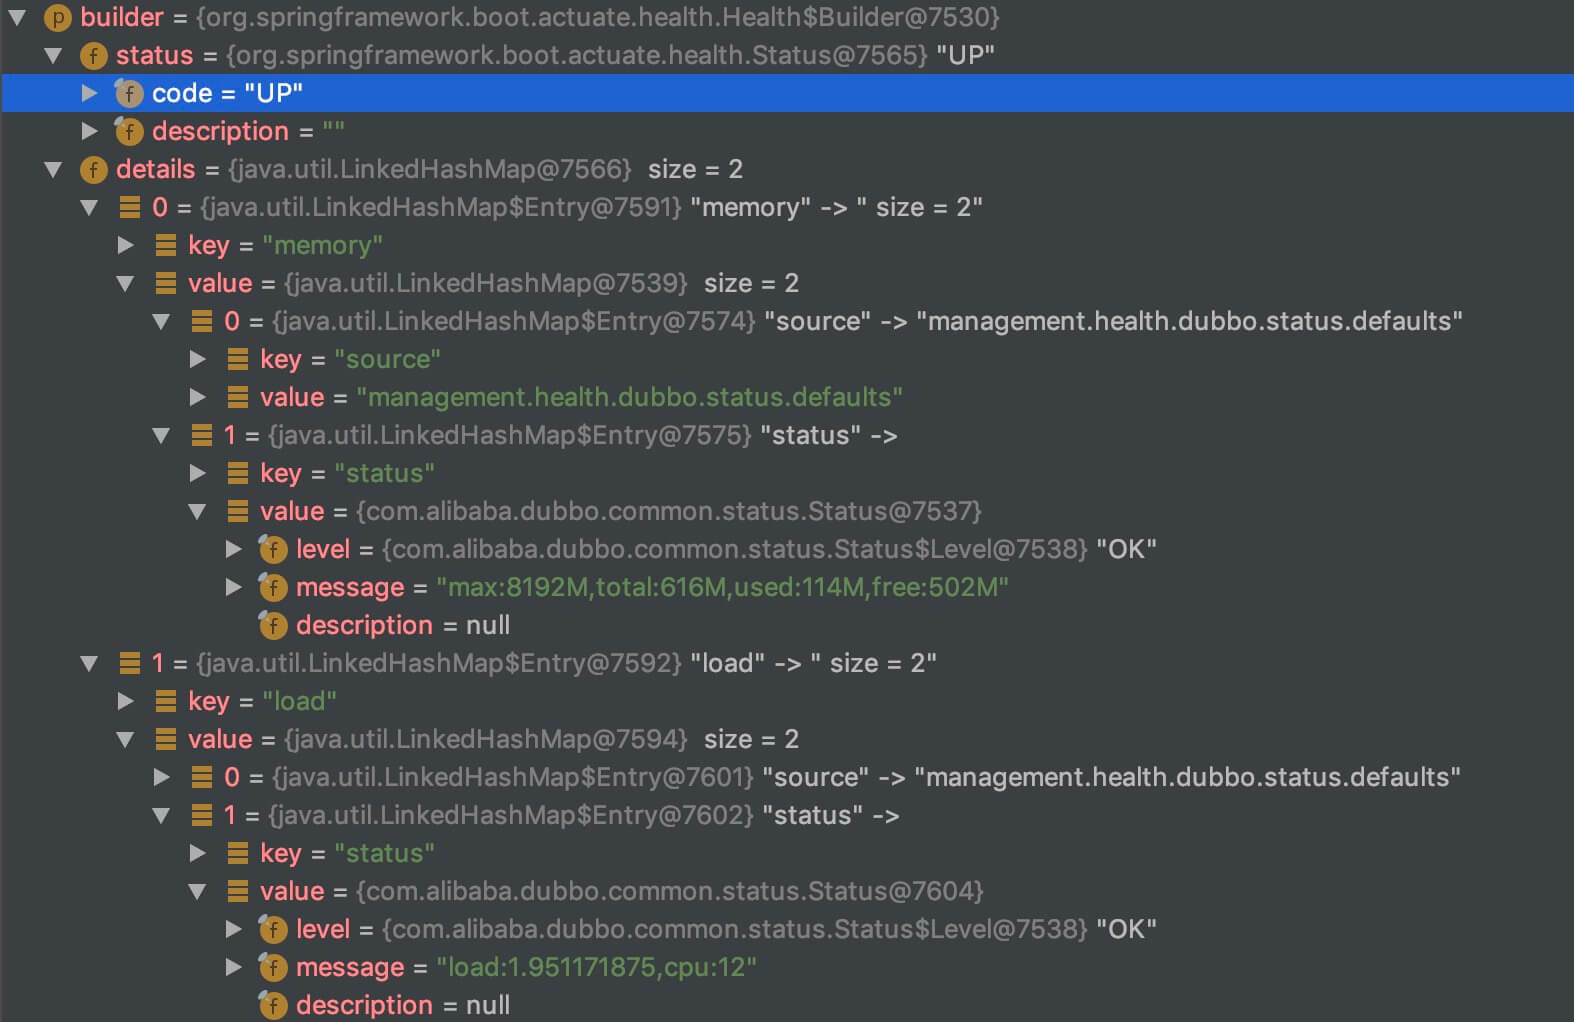 p builder = {org.springframework.boot.actuate.health.Health$Builder@7530}
f status = {org.springframework.boot.actuate.health.Status@7565} "UP"
f code = "UP"
f description = ""
f details = {java.util.LinkedHashMap@7566} size = 2
0 = {java.util.LinkedHashMap$Entry@7591} "memory" -> " size = 2"
key = "memory"
value = {java.util.LinkedHashMap@7539} size = 2
0 = {java.util.LinkedHashMap$Entry@7574} "source" -> "management.health.dubbo.status.defaults"
key = "source"
value = "management.health.dubbo.status.defaults"
1 = {java.util.LinkedHashMap$Entry@7575} "status" ->
key = "status"
value = {com.alibaba.dubbo.common.status.Status@7537}
f level = {com.alibaba.dubbo.common.status.Status$Level@7538} "OK"
f message = "max:8192M,total:616M,used:114M,free:502M"
f description = null
1 = {java.util.LinkedHashMap$Entry@7592} "load" -> " size = 2"
key = "load"
value = {java.util.LinkedHashMap@7594} size = 2
0 = {java.util.LinkedHashMap$Entry@7601} "source" -> "management.health.dubbo.status.defaults"
1 = {java.util.LinkedHashMap$Entry@7602} "status" ->
key = "status"
value = {com.alibaba.dubbo.common.status.Status@7604}
f level = {com.alibaba.dubbo.common.status.Status$Level@7538} "OK"
f message = "load:1.951171875,cpu:12"
f description = null